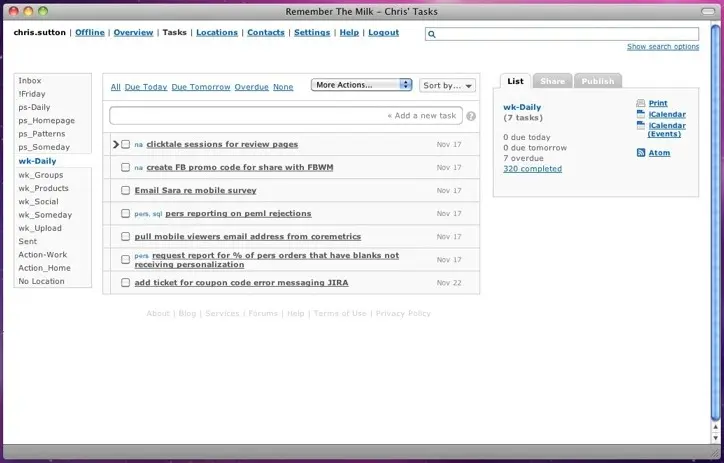 Remember The Milk – Chris' Tasks
chris.sutton | Offline | Overview | Tasks | Locations | Contacts | Settings | Help | Logout
Show search options
Inbox
!Friday
ps-Daily
ps_Homepage
ps_Patterns
ps_Someday
wk-Daily
wk_Groups
wk_Products
wk_Social
wk_Someday
wk_Upload
Sent
Action-Work
Action_Home
No Location
All Due Today Due Tomorrow Overdue None
More Actions...
Sort by...
« Add a new task
na clicktale sessions for review pages Nov 17
na create FB promo code for share with FBWM Nov 17
Email Sara re mobile survey Nov 17
pers, sql pers reporting on peml rejections Nov 17
pull mobile viewers email address from coremetrics Nov 17
pers request report for % of pers orders that have blanks not
receiving personalization Nov 17
add ticket for coupon code error messaging JIRA Nov 22
List Share Publish
wk-Daily
(7 tasks)
0 due today
0 due tomorrow
7 overdue
320 completed
Print
iCalendar
iCalendar
(Events)
Atom
About | Blog | Services / Forums | Help | Terms of Use | Privacy Policy